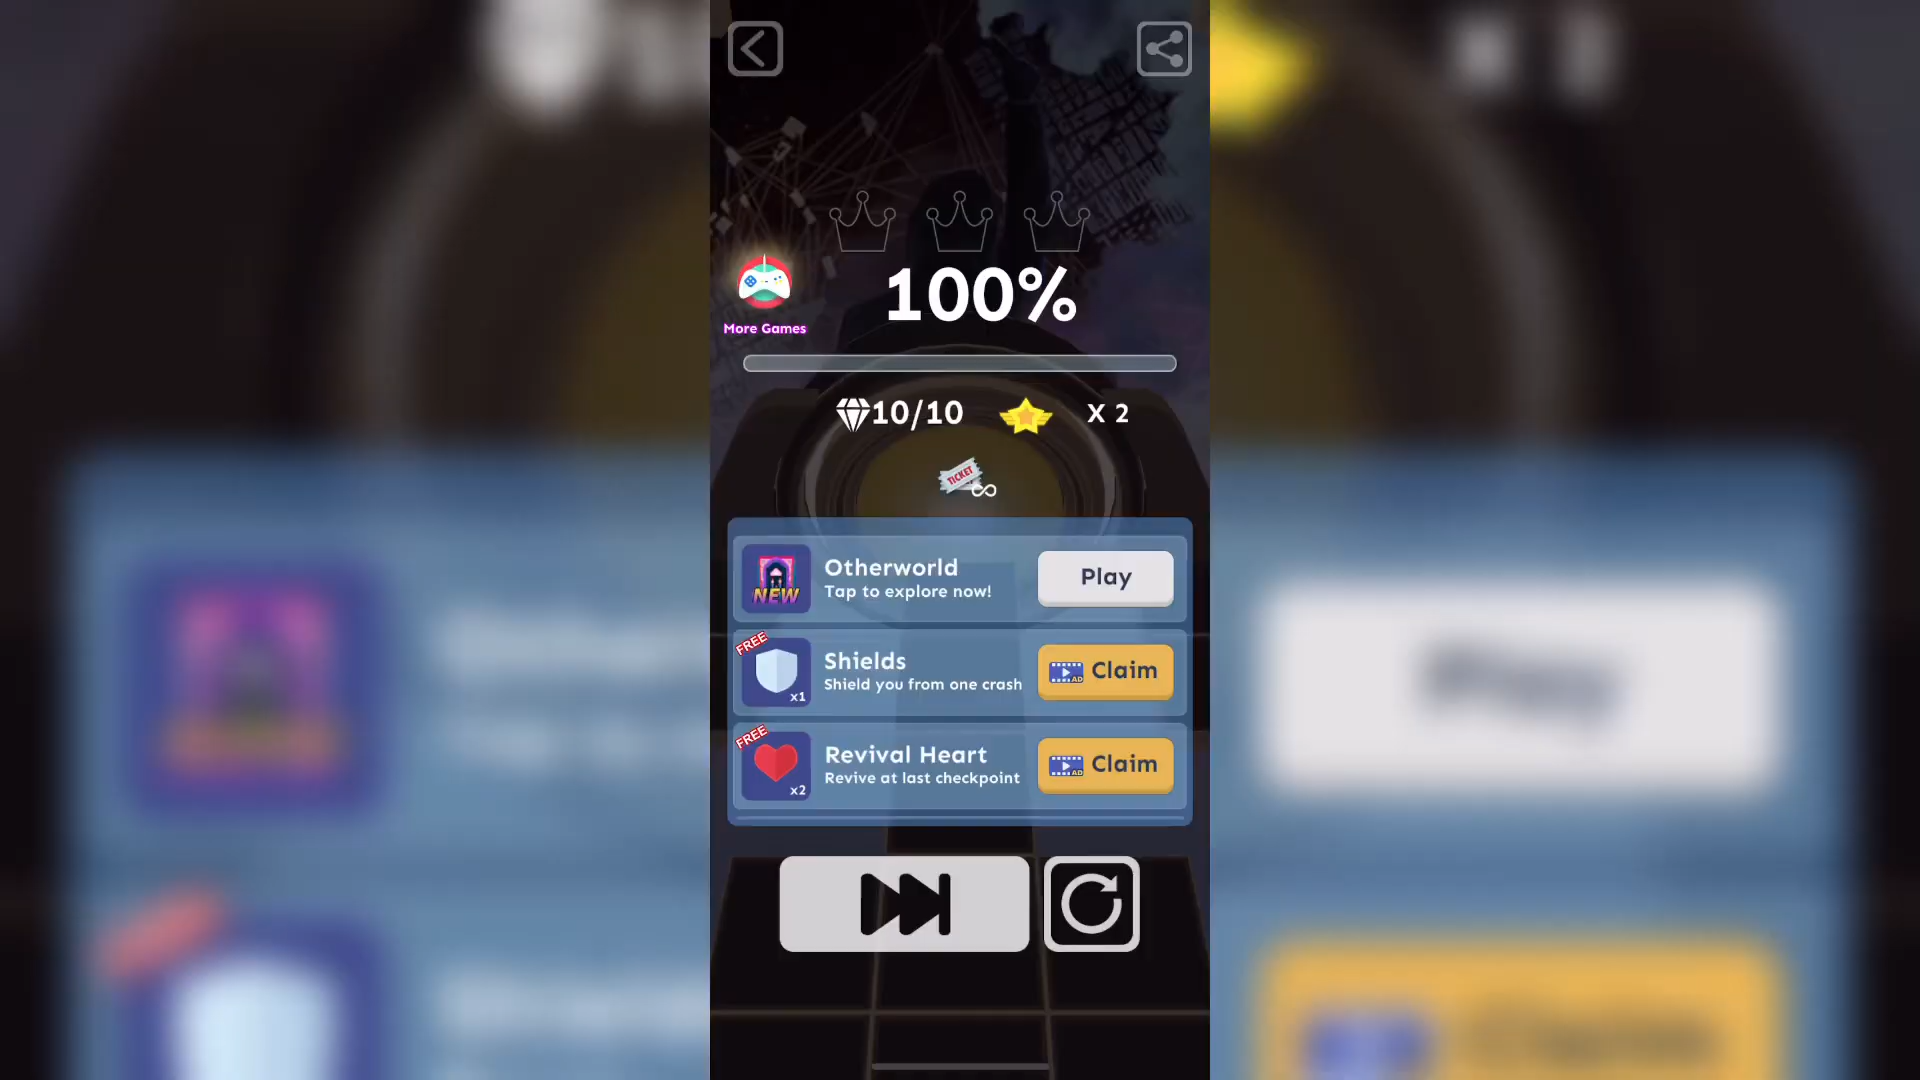 100%
More Games
10/10
X 2
TICKET
∞
NEW
Otherworld
Tap to explore now!
Play
FREE
x1
Shields
Shield you from one crash
AD
Claim
FREE
x2
Revival Heart
Revive at last checkpoint
AD
Claim